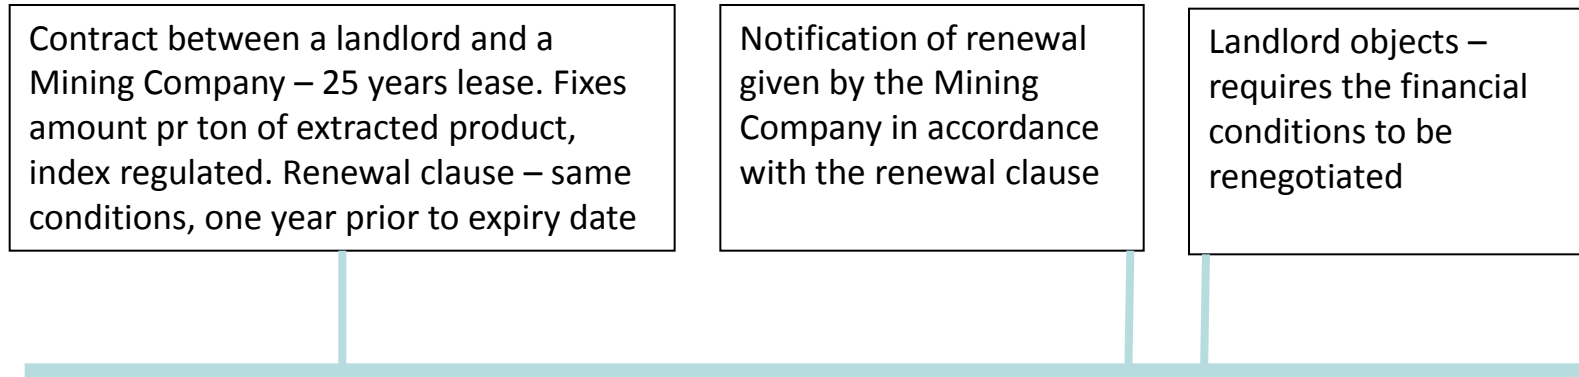 Contract between a landlord and a
Mining Company – 25 years lease. Fixes
amount pr ton of extracted product,
index regulated. Renewal clause – same
conditions, one year prior to expiry date
Notification of renewal
given by the Mining
Company in accordance
with the renewal clause
Landlord objects –
requires the financial
conditions to be
renegotiated